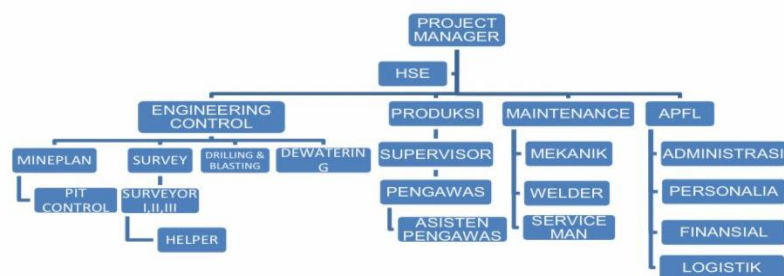 PROJECT
MANAGER
HSE
ENGINEERING
CONTROL
PRODUKSI
MAINTENANCE
APFL
MINEPLAN
SURVEY
DRILLING &
BLASTING
DEWATERIN
G
SUPERVISOR
MEKANIK
ADMINISTRASI
PIT
CONTROL
SURVEYOR
I,II,III
PENGAWAS
WELDER
PERSONALIA
HELPER
ASISTEN
PENGAWAS
SERVICE
MAN
FINANSIAL
LOGISTIK